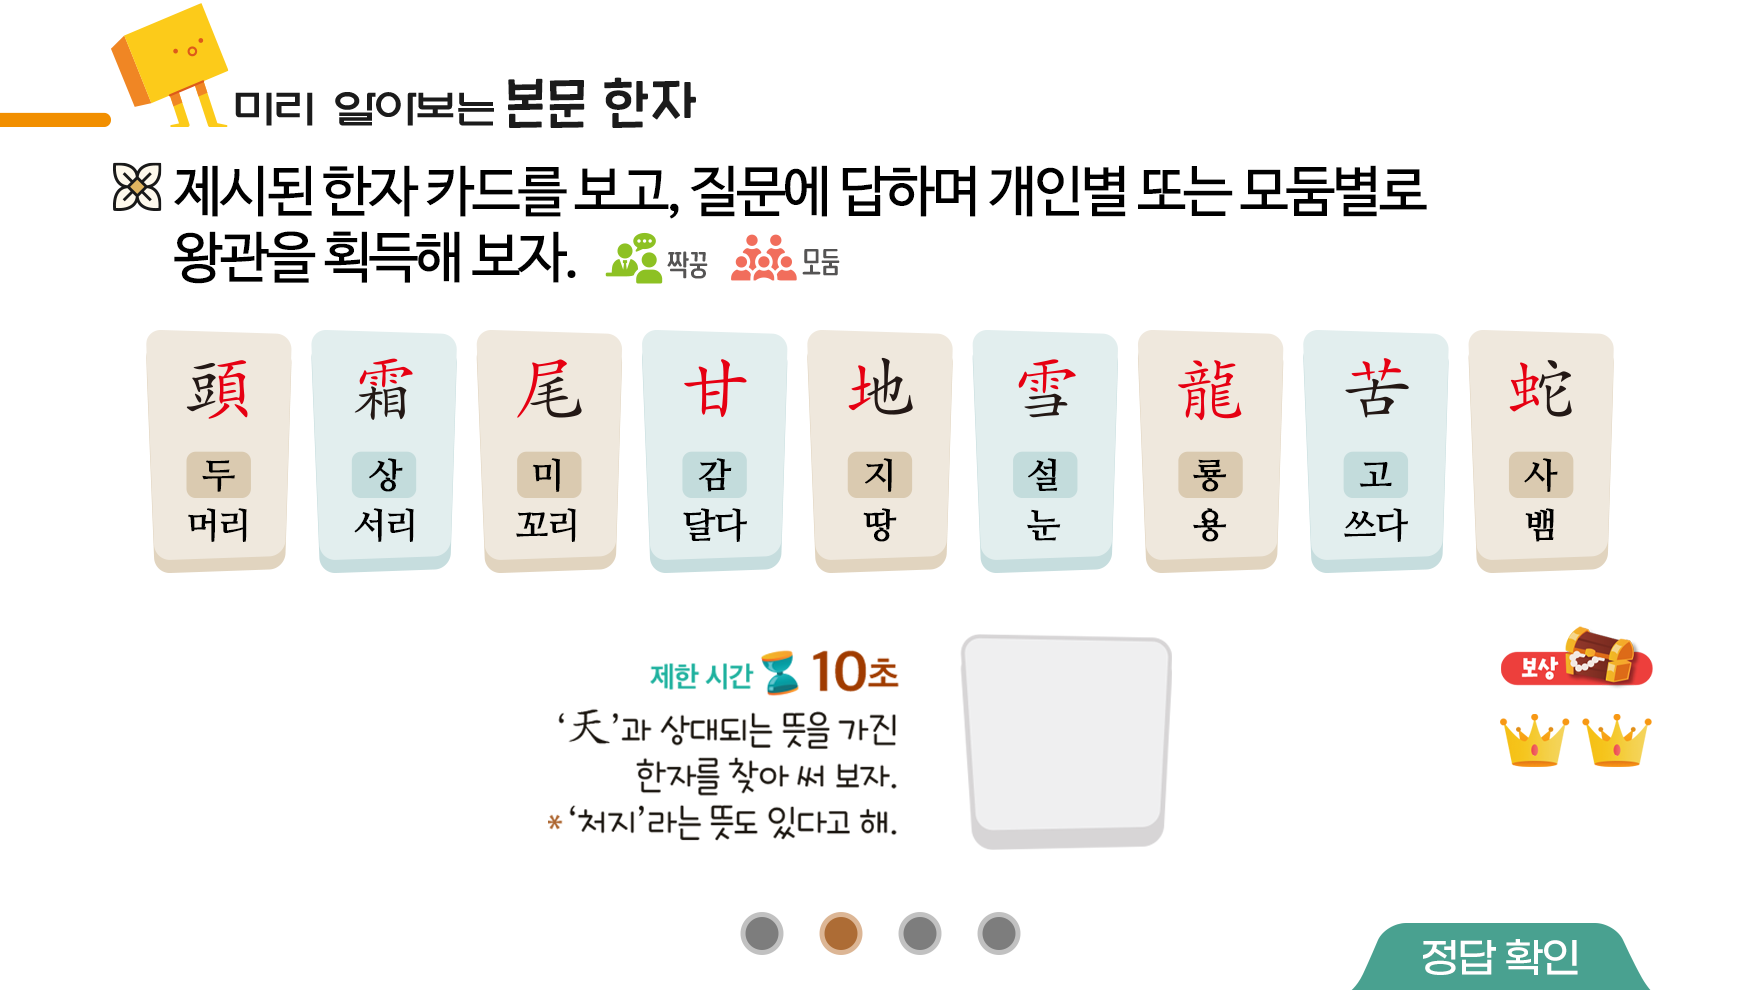 미리 알아보는 본문 한자
제시된 한자 카드를 보고, 질문에 답하며 개인별 또는 모둠별로
왕관을 획득해 보자. 짝꿍 모둠
頭 霜 尾 甘 地 雪 龍 苦 蛇
두 상 미 감 지 설 룡 고 사
머리 서리 꼬리 달다 땅 눈 용 쓰다 뱀
제한 시간 10초
보상
‘天’과 상대되는 뜻을 가진
한자를 찾아 써 보자.
*‘처지’라는 뜻도 있다고 해.
정답 확인